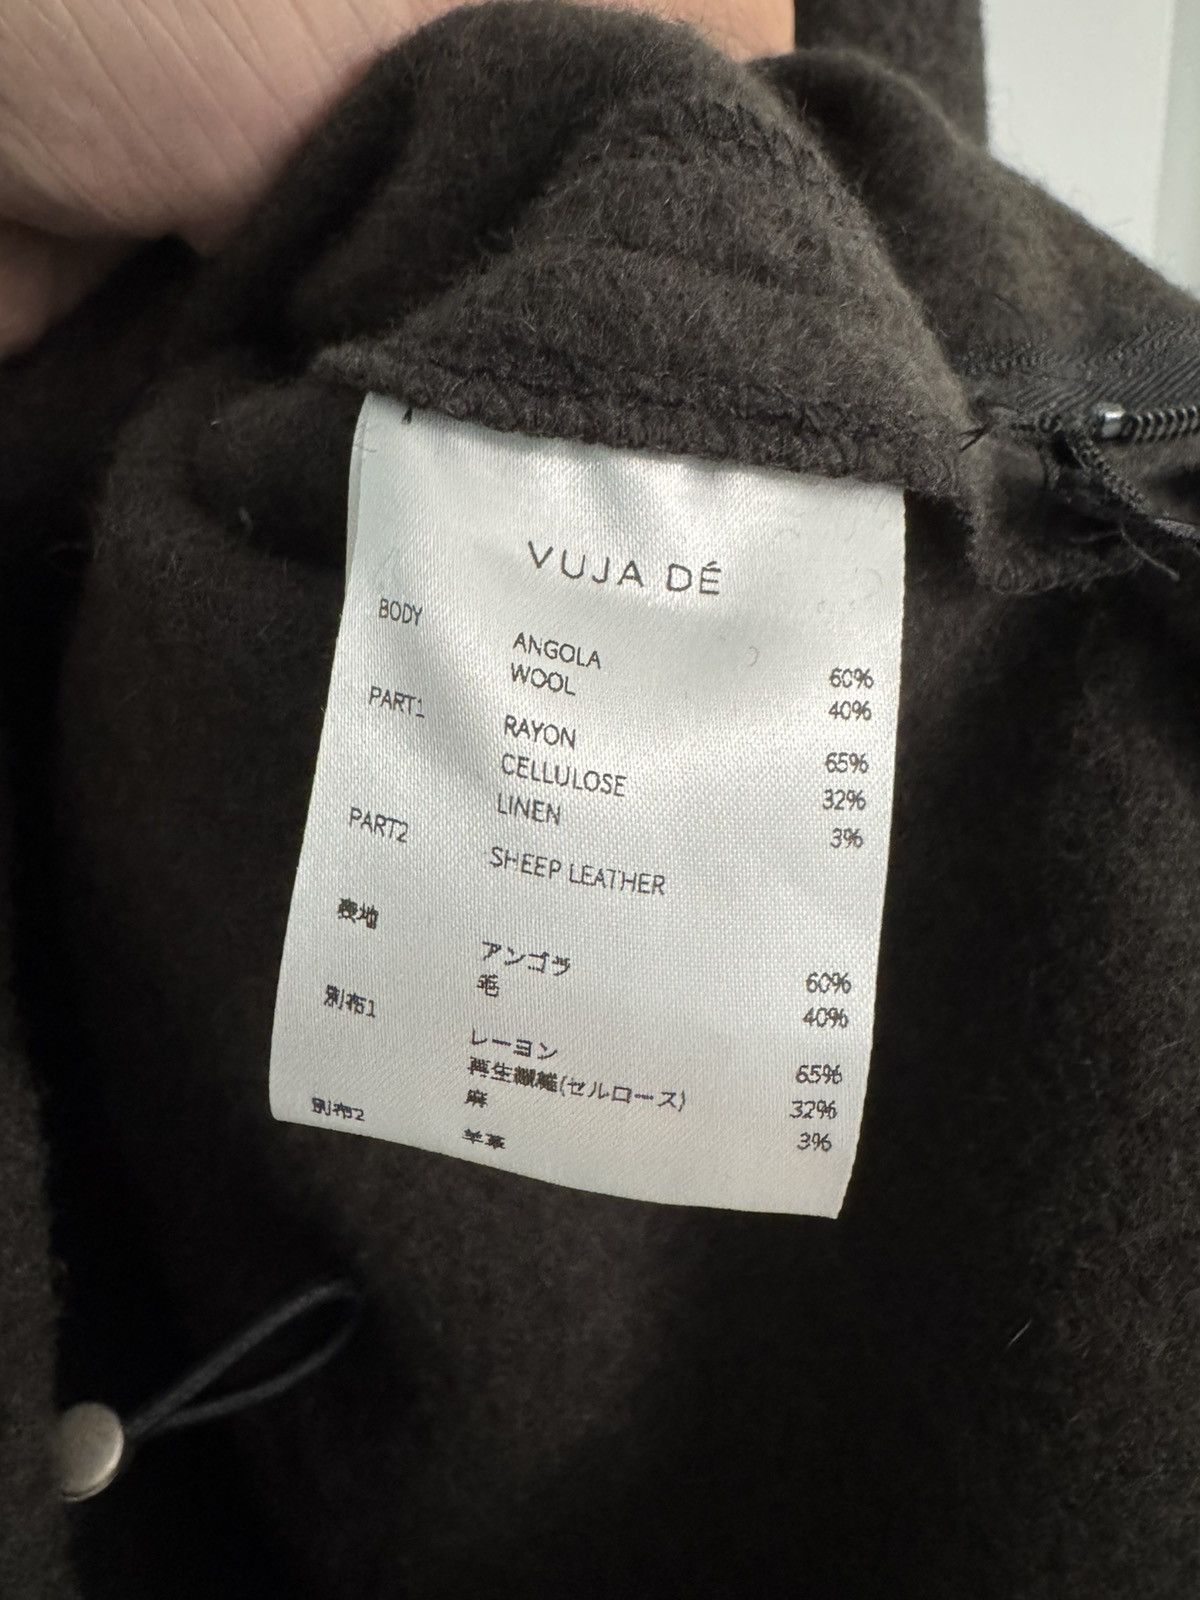 VUJA DÉ
BODY
ANGOLA 60%
WOOL 40%
PART1
RAYON 65%
CELLULOSE 32%
LINEN 3%
PART2
SHEEP LEATHER
表地
アンゴラ 60%
毛 40%
別布1
レーヨン 65%
再生繊維(セルロース) 32%
麻 3%
別布2
羊革